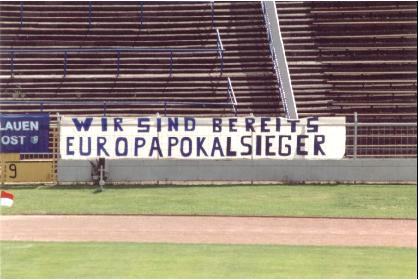 LAUEN
OST
9
WIR SIND BEREITS
EUROPAPOKALSIEGER